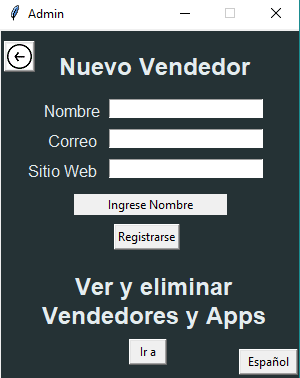 Admin
Nuevo Vendedor
Nombre
Correo
Sitio Web
Ingrese Nombre
Registrarse
Ver y eliminar
Vendedores y Apps
Ir a
Español